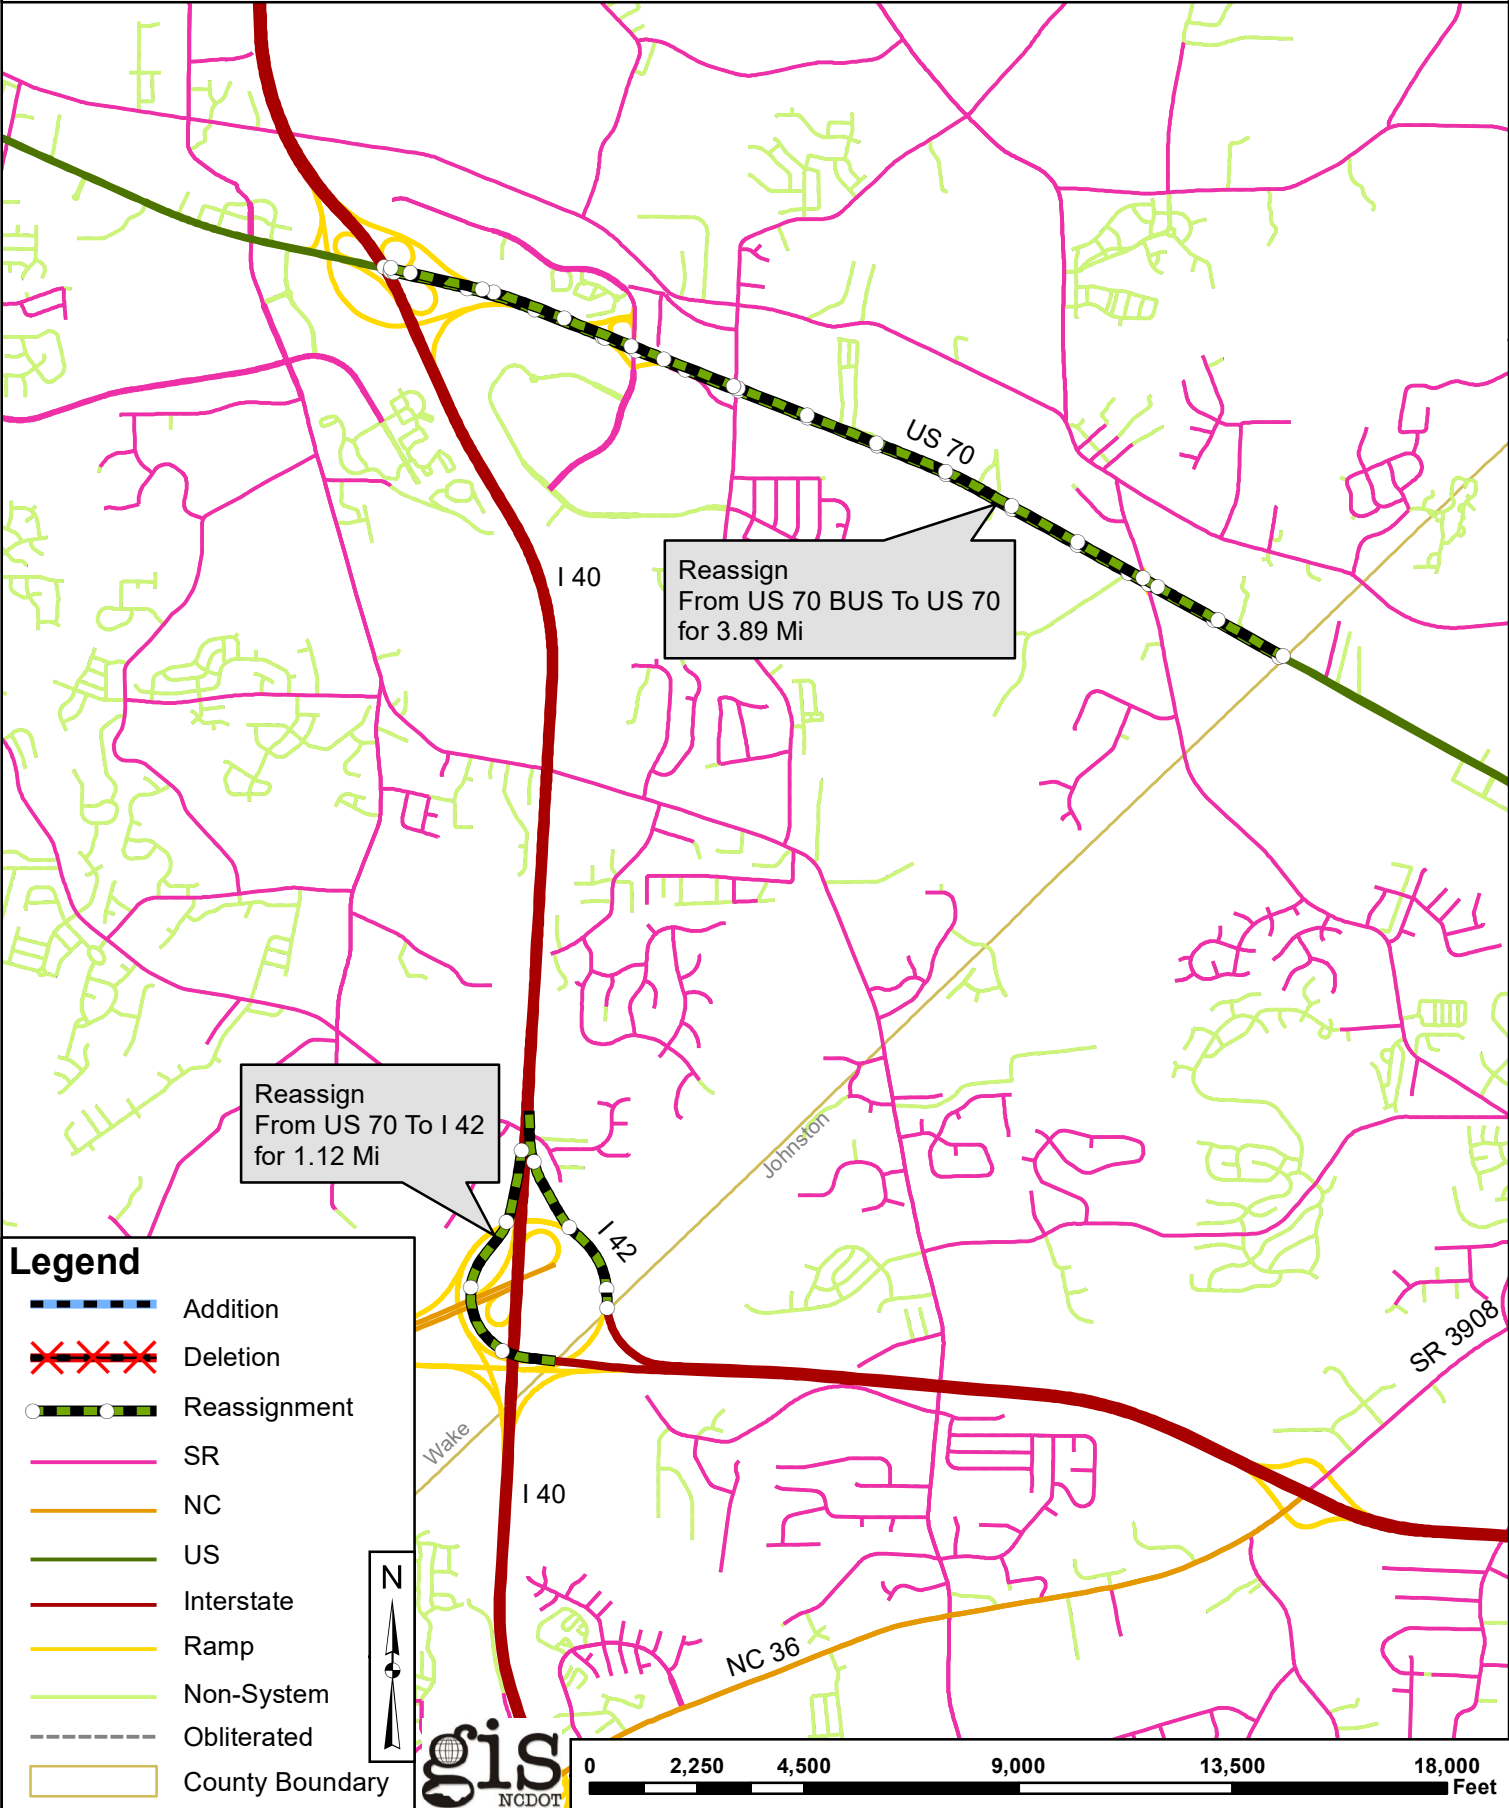 US 70
I 40
Reassign
From US 70 BUS To US 70
for 3.89 Mi
Reassign
From US 70 To I 42
for 1.12 Mi
Johnston
I 42
Wake
SR 3908
I 40
NC 36
Legend
Addition
Deletion
Reassignment
SR
NC
US
Interstate
Ramp
Non-System
Obliterated
County Boundary
N
gis
NCDOT
0 2,250 4,500 9,000 13,500 18,000
Feet